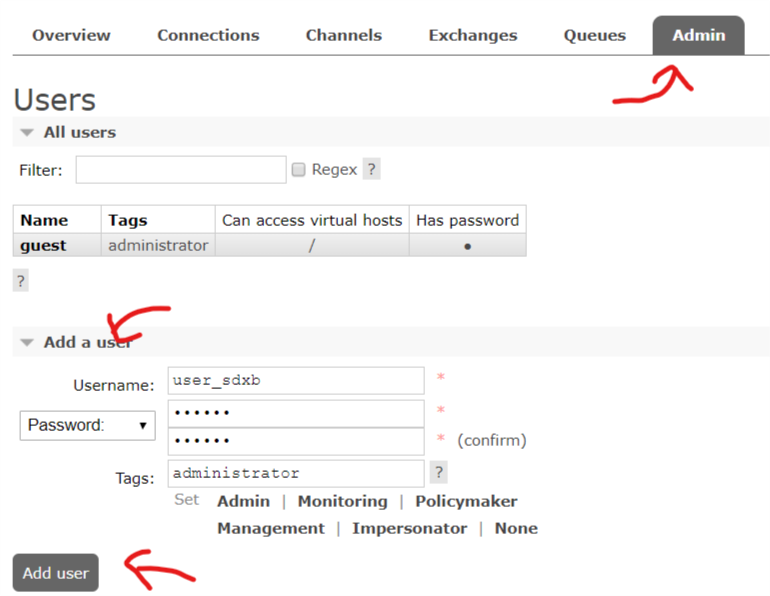 Overview Connections Channels Exchanges Queues Admin
Users
All users
Filter: Regex ?
Name Tags Can access virtual hosts Has password
guest administrator / •
?
Add a user
Username: user_sdxb *
Password: •••••• *
•••••• * (confirm)
Tags: administrator ?
Set Admin | Monitoring | Policymaker
Management | Impersonator | None
Add user